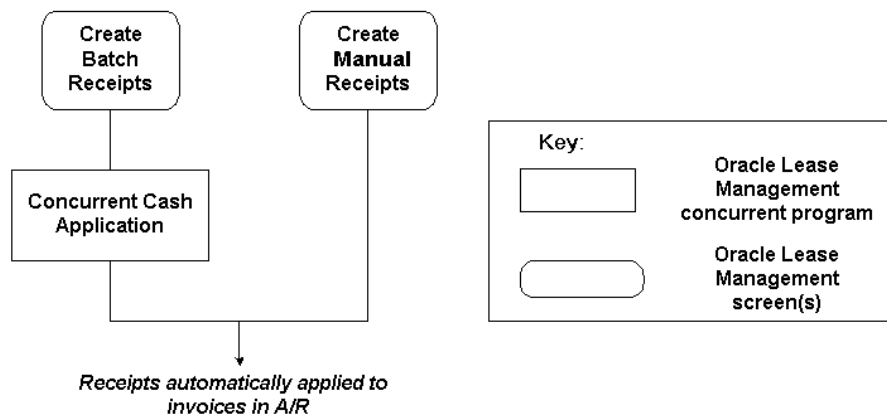 Create
Batch
Receipts
Create
Manual
Receipts
Concurrent Cash
Application
Receipts automatically applied to
invoices in A/R
Key:
Oracle Lease
Management
concurrent program
Oracle Lease
Management
screen(s)